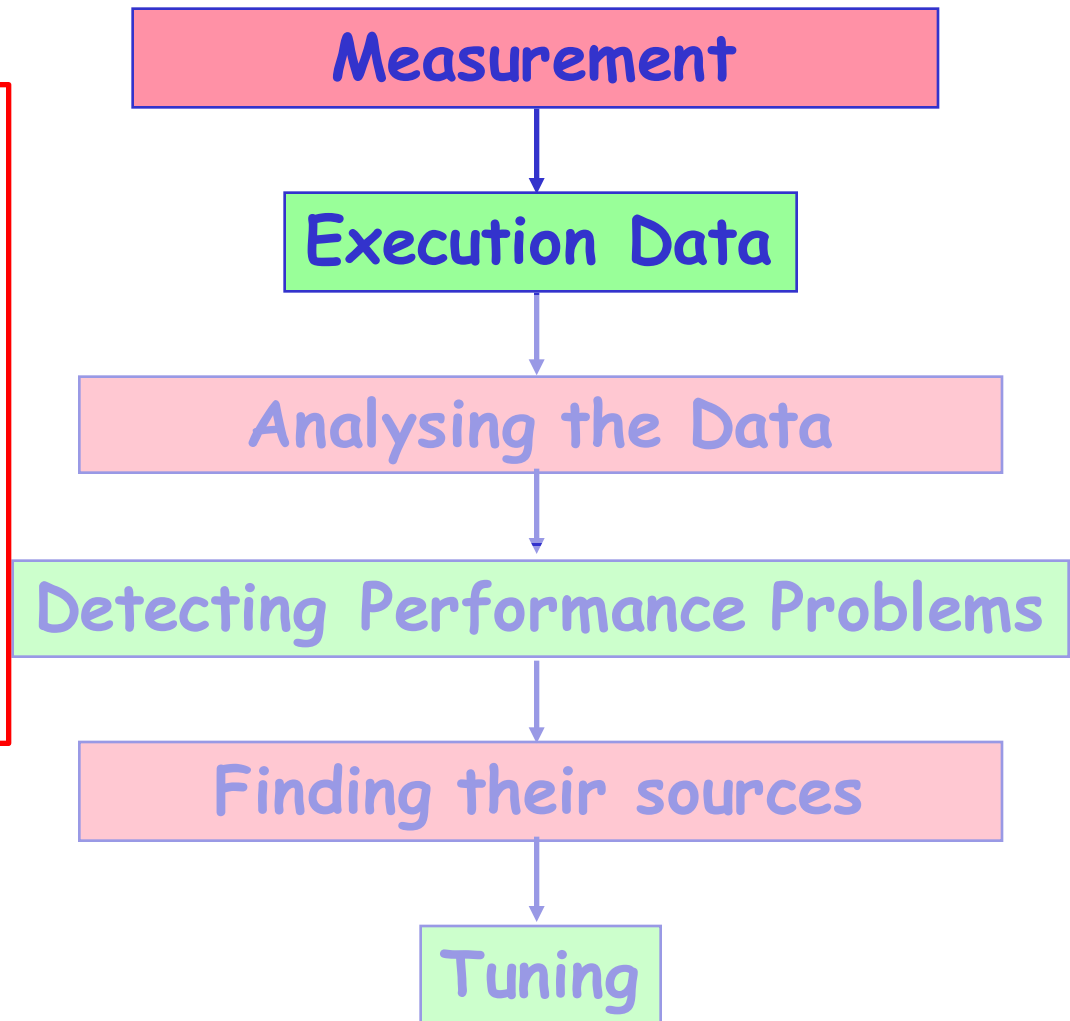 Measurement
Execution Data
Analysing the Data
Detecting Performance Problems
Finding their sources
Tuning